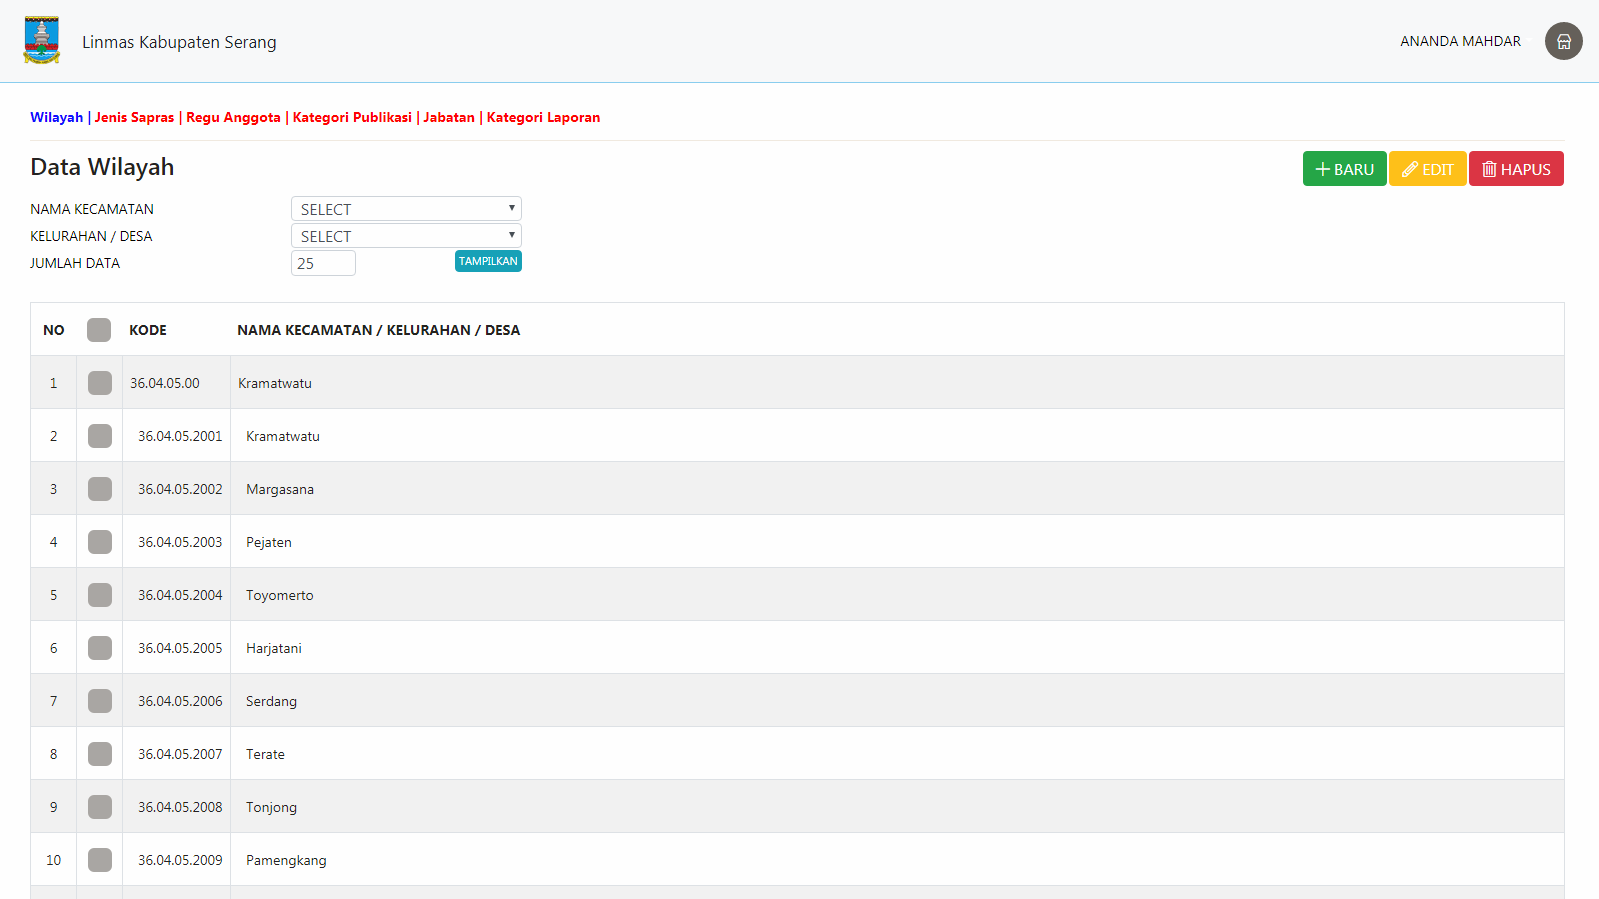 Linmas Kabupaten Serang
ANANDA MAHDAR
Wilayah | Jenis Sapras | Regu Anggota | Kategori Publikasi | Jabatan | Kategori Laporan
Data Wilayah
BARU EDIT HAPUS
NAMA KECAMATAN SELECT
KELURAHAN / DESA SELECT
JUMLAH DATA 25 TAMPILKAN
NO KODE NAMA KECAMATAN / KELURAHAN / DESA
1 36.04.05.00 Kramatwatu
2 36.04.05.2001 Kramatwatu
3 36.04.05.2002 Margasana
4 36.04.05.2003 Pejaten
5 36.04.05.2004 Toyomerto
6 36.04.05.2005 Harjatani
7 36.04.05.2006 Serdang
8 36.04.05.2007 Terate
9 36.04.05.2008 Tonjong
10 36.04.05.2009 Pamengkang